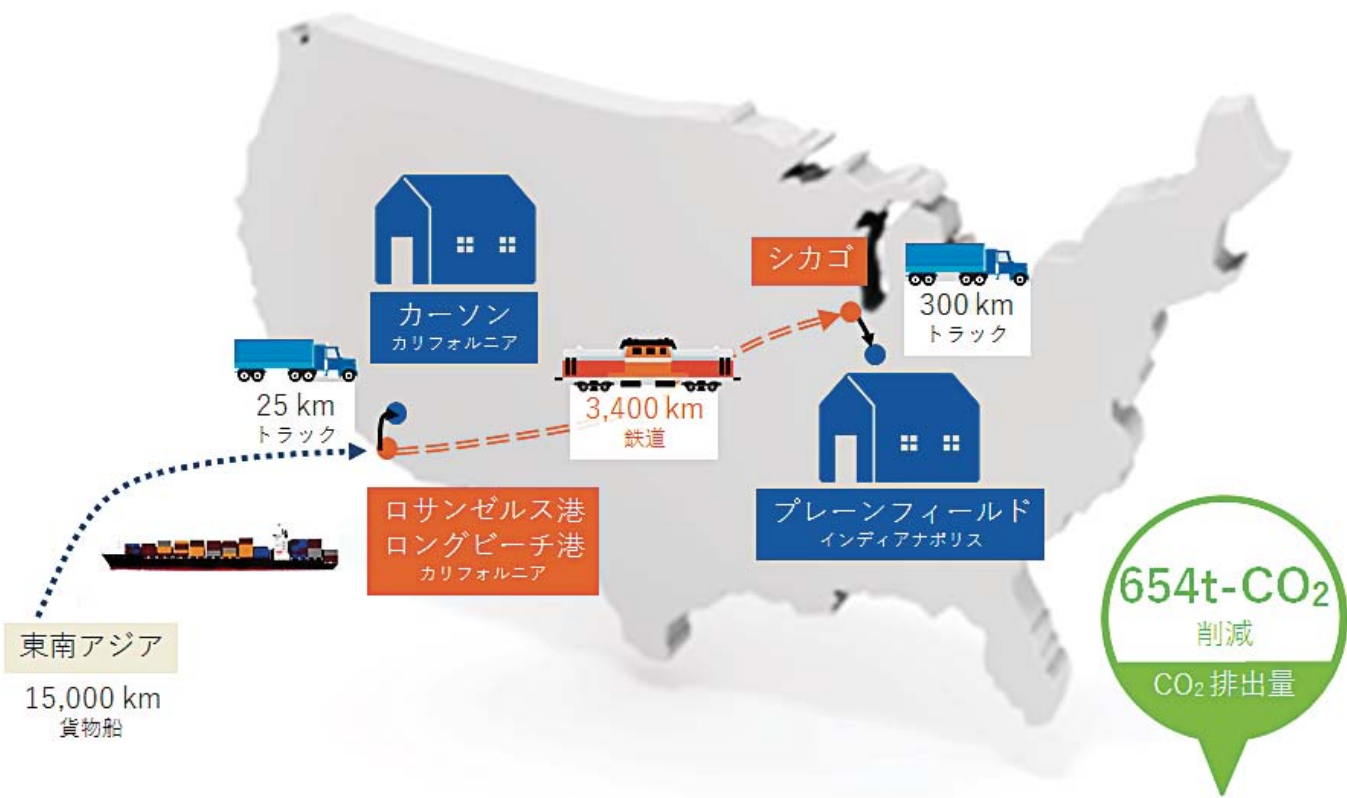 シカゴ
300 km
トラック
カーソン
カリフォルニア
25 km
トラック
3,400 km
鉄道
ロサンゼルス港
ロングビーチ港
カリフォルニア
プレーンフィールド
インディアナポリス
東南アジア
15,000 km
貨物船
654t-CO₂
削減
CO₂排出量